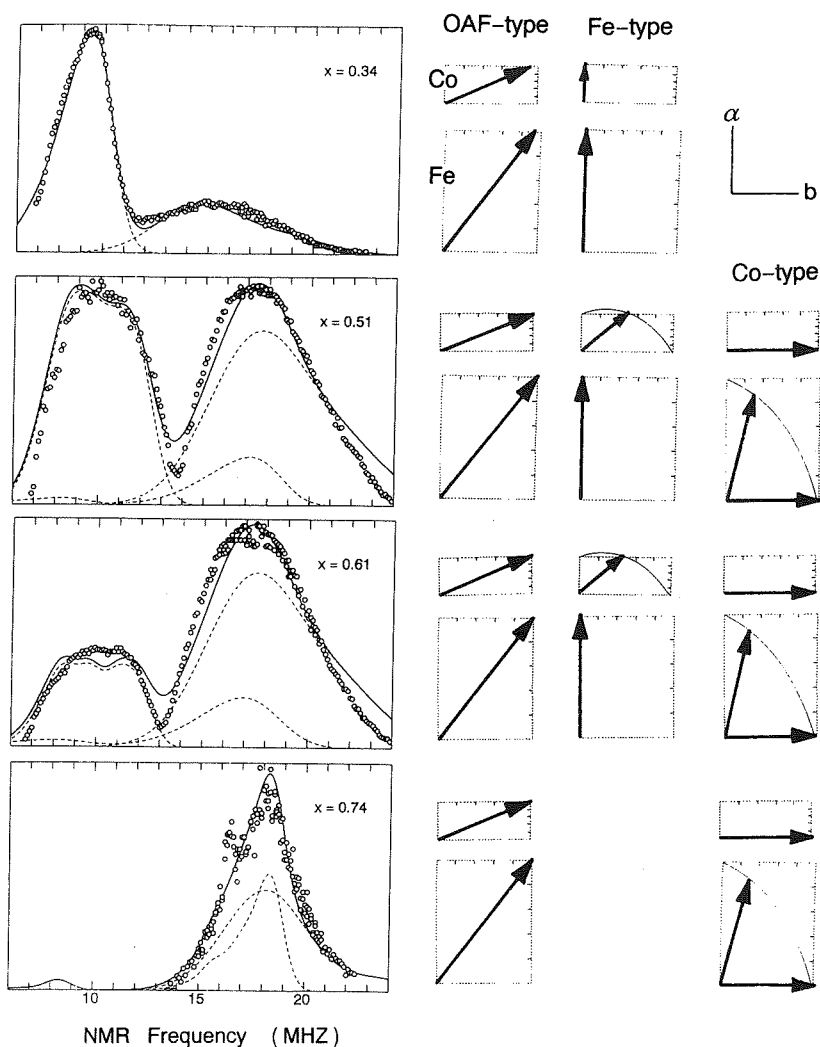 OAF-type Fe-type
x = 0.34
Co
Fe
α
b
Co-type
x = 0.51
x = 0.61
x = 0.74
10 15 20
NMR Frequency (MHZ)